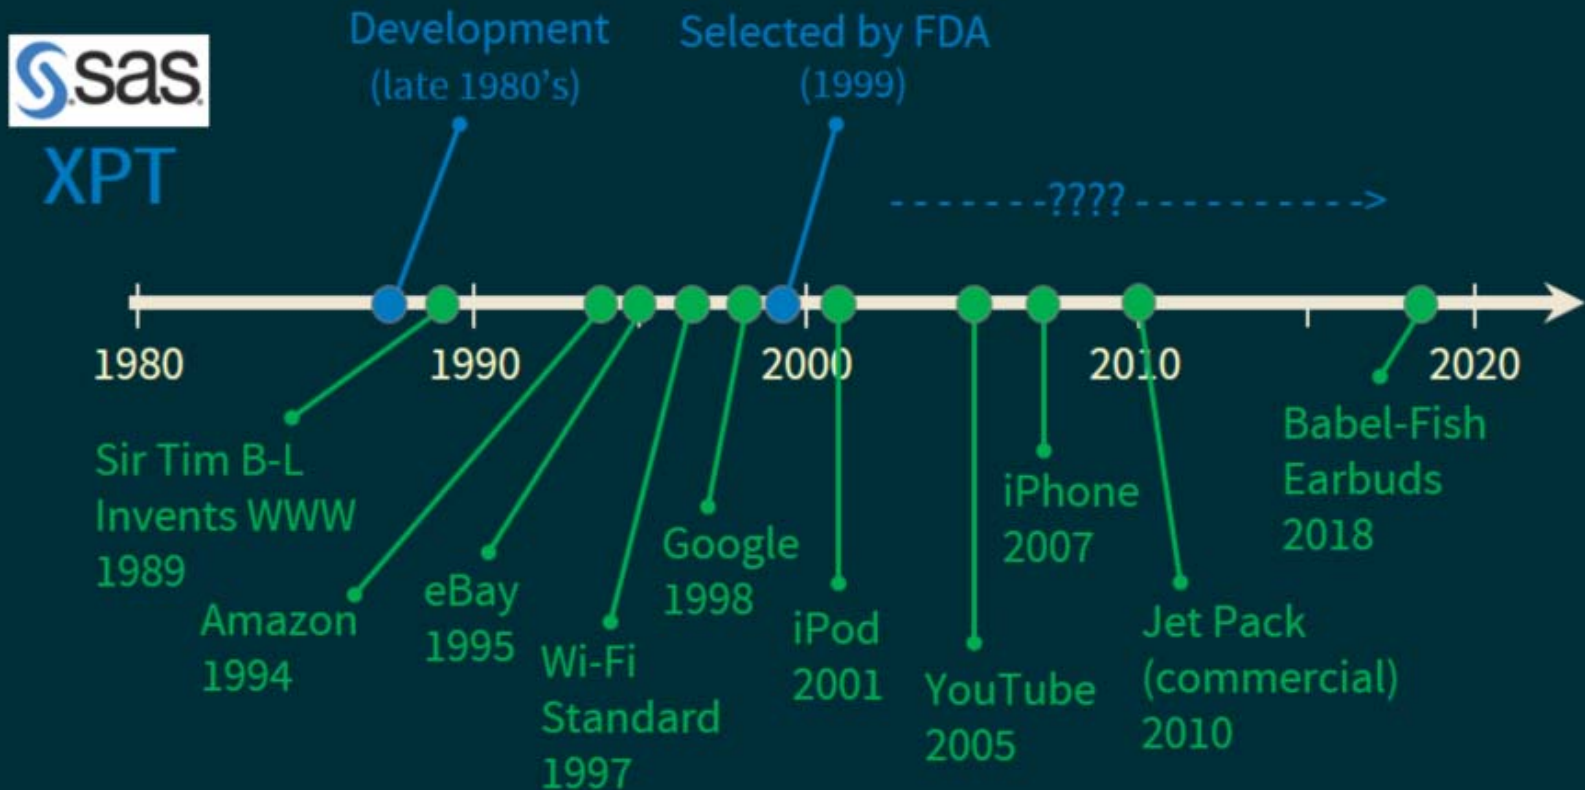 sas
XPT
Development
(late 1980's)
Selected by FDA
(1999)
- - - - - - -???? - - - - - - - - - - ->
1980
1990
2000
2010
2020
Sir Tim B-L
Invents WWW
1989
Amazon
1994
eBay
1995
Wi-Fi
Standard
1997
Google
1998
iPod
2001
YouTube
2005
iPhone
2007
Jet Pack
(commercial)
2010
Babel-Fish
Earbuds
2018